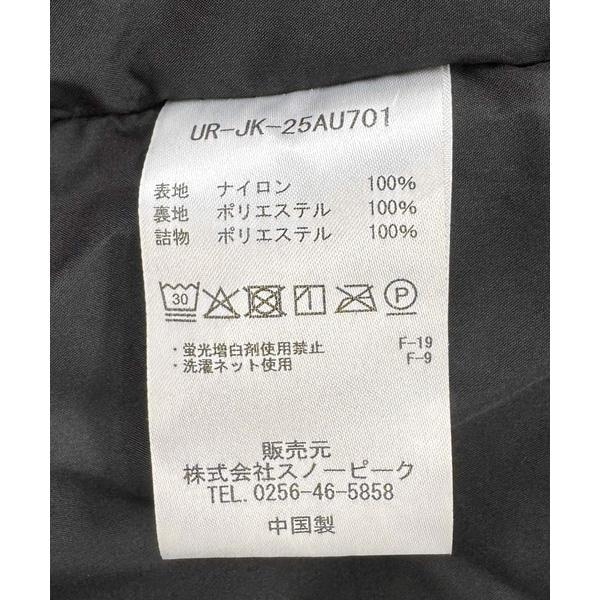 UR-JK-25AU701
表地 ナイロン 100%
裏地 ポリエステル 100%
詰物 ポリエステル 100%
30 P
・蛍光増白剤使用禁止 F-19
・洗濯ネット使用 F-9
販売元
株式会社スノーピーク
TEL.0256-46-5858
中国製